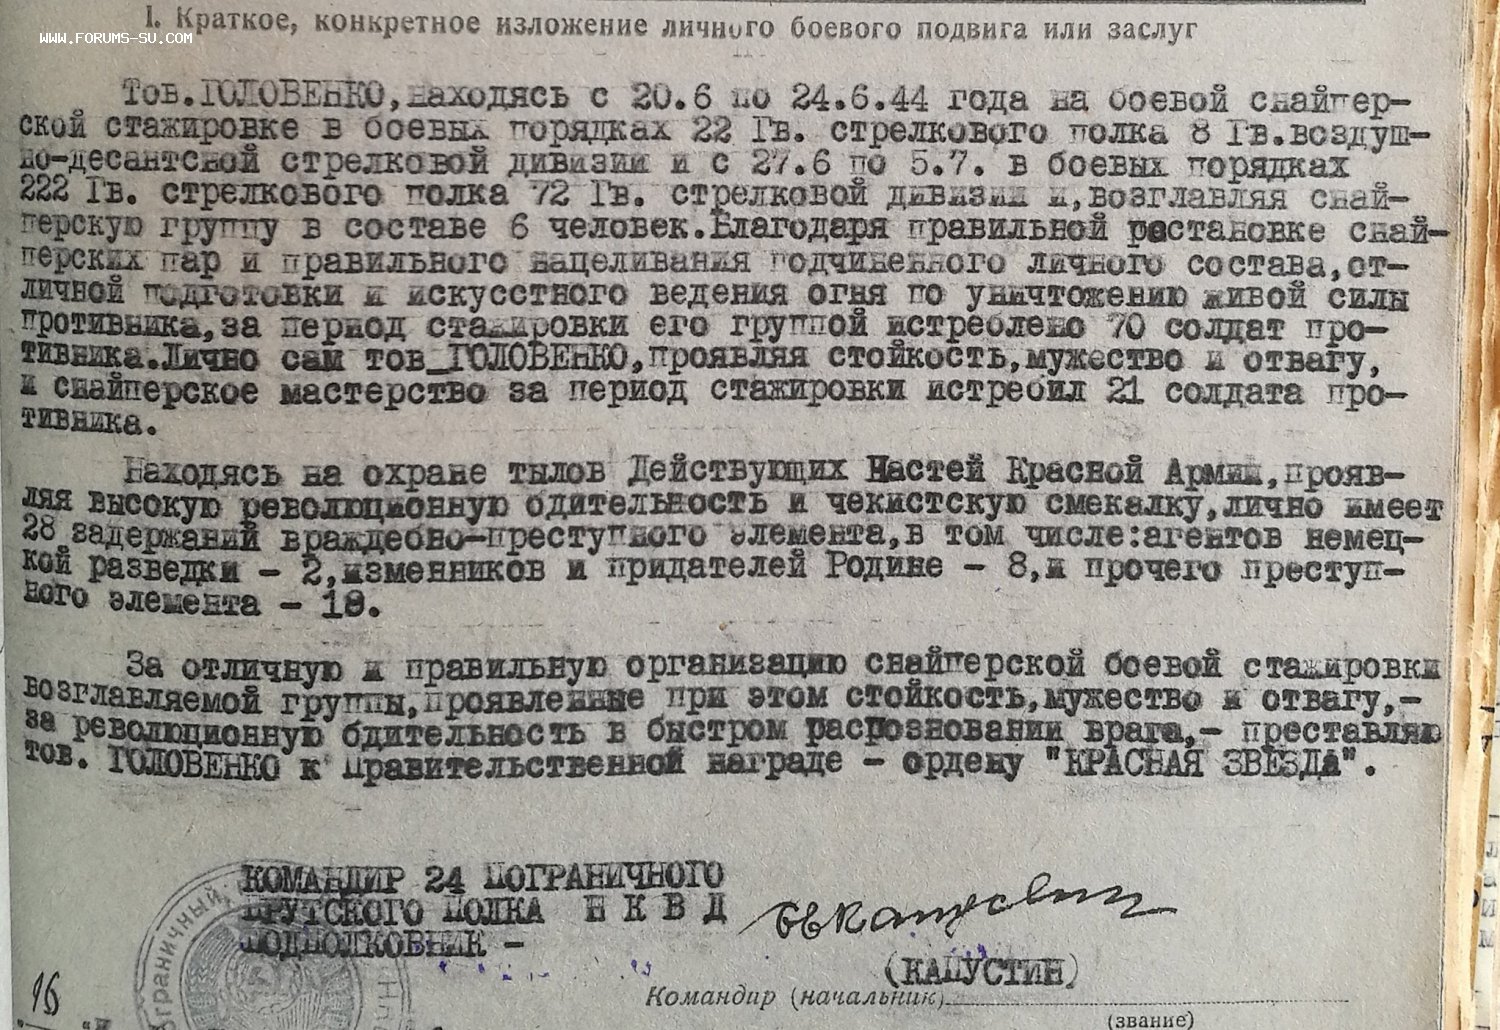 I. Краткое, конкретное изложение личного боевого подвига или заслуг
WWW.FORUMS-SU.COM
Тов.ГОЛОВЕНКО,находясь с 20.6 по 24.6.44 года на боевой снайпер-
ской стажировке в боевых порядках 22 Гв. стрелкового полка 8 Гв.воздуш-
но-десантской стрелковой дивизии и с 27.6 по 5.7. в боевых порядках
222 Гв. стрелкового полка 72 Гв. стрелковой дивизии и,возглавляя снай-
перскую группу в составе 6 человек.Благодаря правильной растановке снай-
перских пар и правильного нацеливания подчиненного личного состава,от-
личной подготовки и искусстного ведения огня по уничтожению живой силы
противника,за период стажировки его группой истреблено 70 солдат про-
тивника.Лично сам тов_ГОЛОВЕНКО,проявляя стойкость,мужество и отвагу,
и снайперское мастерство за период стажировки истребил 21 солдата про-
тивника.
Находясь на охране тылов Действующих Частей Красной Армии,прояв-
ляя высокую революционную бдительность и чекистскую смекалку,лично имеет
28 задержаний враждебно-преступного элемента,в том числе:агентов немец-
кой разведки - 2,изменников и придателей Родине - 8,и прочего преступ-
ного элемента - 18.
За отличную и правильную организацию снайперской боевой стажировки
возглавляемой группы,проявленные при этом стойкость,мужество и отвагу,-
за революционную бдительность в быстром распозновании врага,- преставляю
тов. ГОЛОВЕНКО к Правительственной награде - ордену "КРАСНАЯ ЗВЕЗДА".
КОМАНДИР 24 ПОГРАНИЧНОГО
ПРУТСКОГО ПОЛКА Н К В Д
ПОДПОЛКОВНИК -
(КАПУСТИН)
Командир (начальник)
(звание)
16